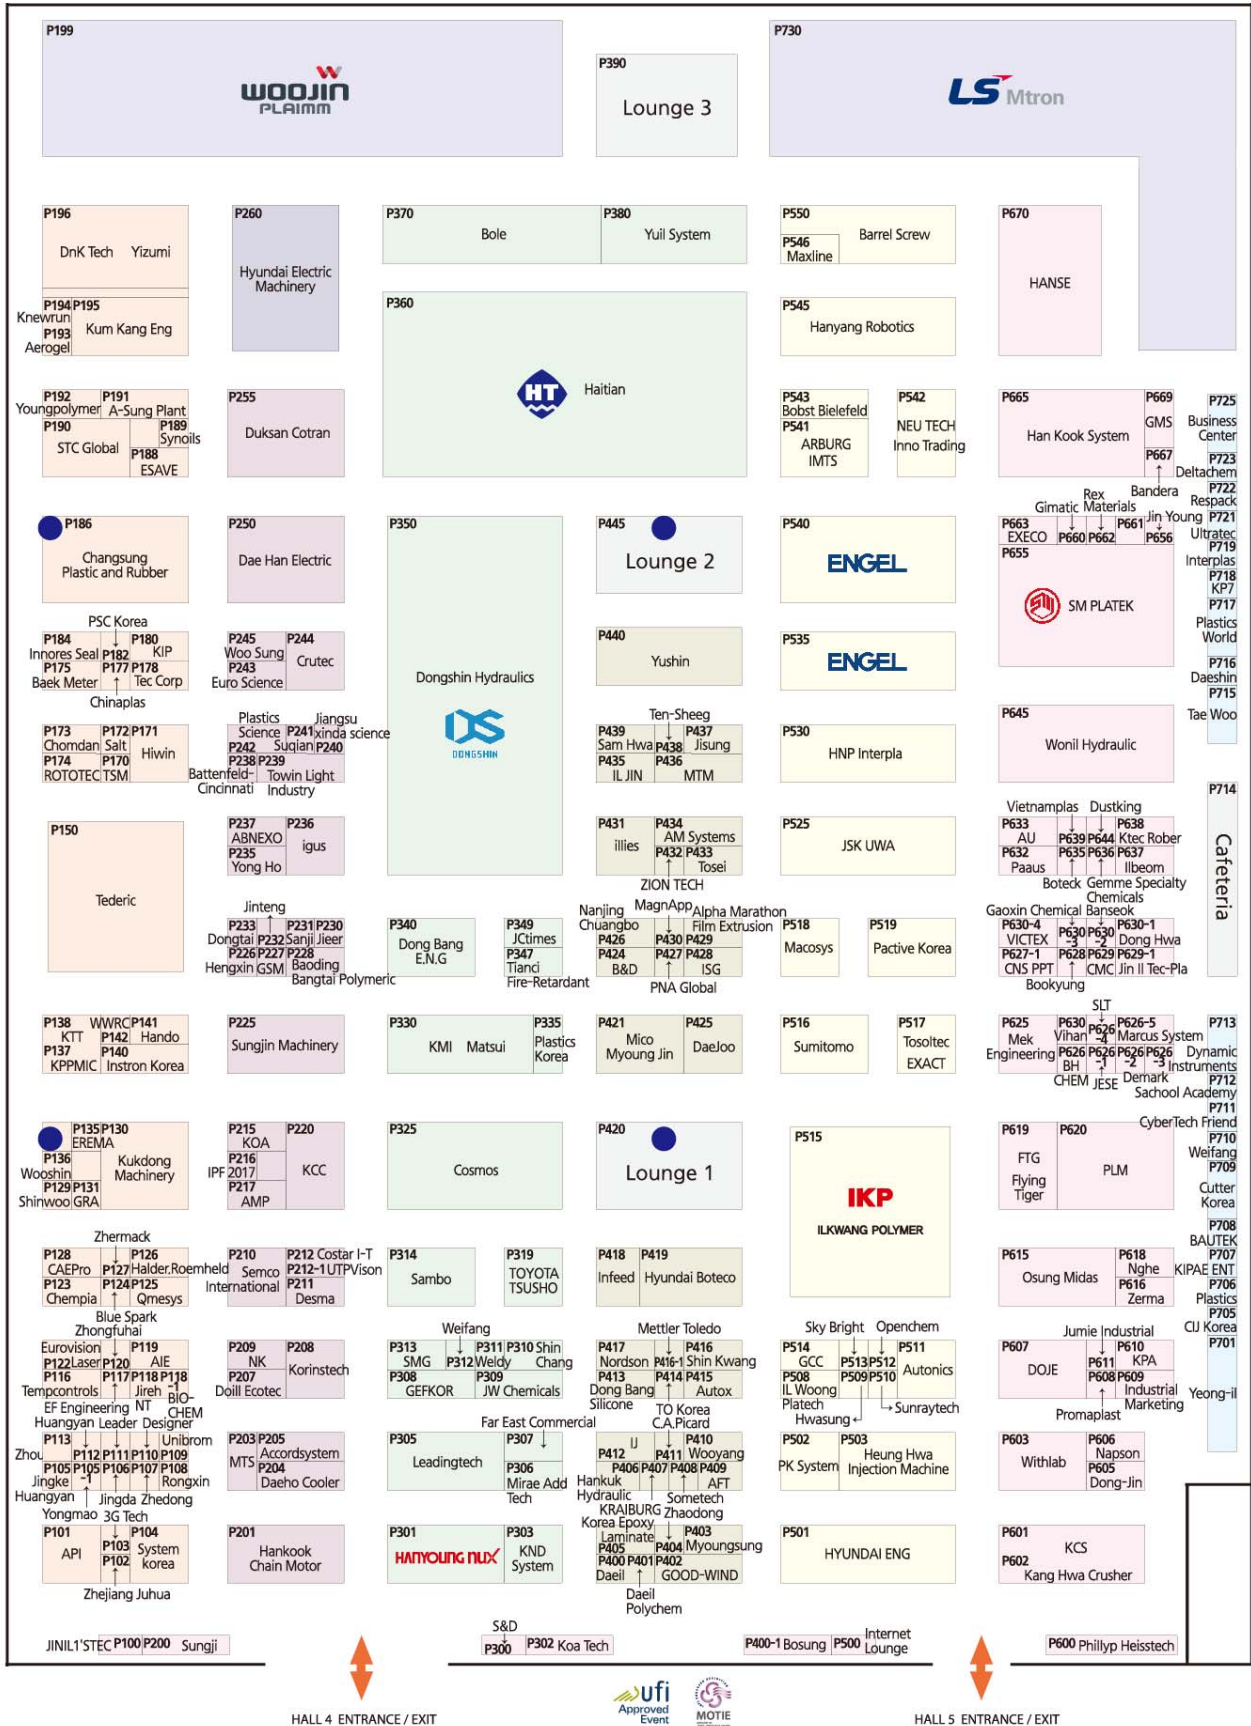 P199
WOOJIN
PLAIMM
P390
Lounge 3
P730
LS Mtron
P196
DnK Tech Yizumi
P194 P195
Knewrun
P193
Kum Kang Eng
Aerogel
P260
Hyundai Electric
Machinery
P370
Bole
P380
Yuil System
P360
HT
Haitian
P550
Barrel Screw
P546
Maxline
P545
Hanyang Robotics
P670
HANSE
P192 P191
Youngpolymer A-Sung Plant
P190 P189
STC Global Synoils
P188
ESAVE
P255
Duksan Cotran
P543
Bobst Bielefeld
P541
ARBURG
IMTS
P542
NEU TECH
Inno Trading
P665
Han Kook System
P669
GMS
P667
Bandera
P725
Business
Center
P723
Deltachem
P722
Respack
P721
Ultratec
P719
Interplas
P718
KP7
P717
Plastics
World
P716
Daeshin
P715
Tae Woo
P186
Changsung
Plastic and Rubber
P250
Dae Han Electric
P350
Dongshin Hydraulics
DS
DONGSHIN
P445
Lounge 2
P540
ENGEL
Rex
Gimatic Materials Jin Young
P663 P661
EXECO P660 P662 P656
P655
SM PLATEK
PSC Korea
P184 P180
Innores Seal P182 KIP
P175 P177 P178
Baek Meter Tec Corp
Chinaplas
P245 P244
Woo Sung
P243 Crutec
Euro Science
P440
Yushin
P535
ENGEL
P173 P172 P171
Chomdan Salt Hiwin
P174 P170
ROTOTEC TSM
Plastics Jiangsu
Science P241 xinda science
P242 Suqian P240
P238 P239
Battenfeld- Towin Light
Cincinnati Industry
Ten-Sheeg
P439 P437
Sam Hwa P438 Jisung
P435 P436
IL JIN MTM
P530
HNP Interpla
P645
Wonil Hydraulic
P714
Cafeteria
P150
Tederic
P237 P236
ABNEXO igus
P235
Yong Ho
P431 P434
illies AM Systems
P432 P433
Tosei
ZION TECH
P525
JSK UWA
Vietnamplas Dustking
P633 P638
AU P639 P644 Ktec Rober
P632 P635 P636 P637
Paaus Ilbeom
Boteck Gemme Specialty
Chemicals
Jinteng
P233 P231 P230
Dongtai P232 Sanji Jieer
P226 P227 P228
Hengxin GSM Baoding
Bangtai Polymeric
P340
Dong Bang
E.N.G
P349
JCtimes
P347
Tianci
Fire-Retardant
Nanjing MagnApp Alpha Marathon
Chuangbo Film Extrusion
P426 P430 P429
P424 P427 P428
B&D ISG
PNA Global
P518
Macosys
P519
Pactive Korea
Gaoxin Chemical Banseok
P630-4 P630 P630 P630-1
VICTEX -3 -2 Dong Hwa
P627-1 P628 P629 P629-1
CNS PPT CMC Jin Il Tec-Pla
Bookyung
P138 WWRC P141
KTT P142 Hando
P137 P140
KPPMIC Instron Korea
P225
Sungjin Machinery
P330
KMI Matsui
P335
Plastics
Korea
P421
Mico
Myoung Jin
P425
DaeJoo
P516
Sumitomo
P517
Tosoltec
EXACT
SLT
P625 P630 P626 P626-5
Mek Vihan -4 Marcus System
Engineering P626 P626 P626 P626
BH -1 -2 -3
CHEM JESE Demark
Sachool Academy
P713
Dynamic
Instruments
P712
P711
CyberTech Friend
P710
Weifang
P709
Cutter
Korea
P708
BAUTEK
P707
KIPAE ENT
P706
Plastics
P705
CIJ Korea
P701
Yeong-il
P135 P130
EREMA
P136 Kukdong
Wooshin Machinery
P129 P131
Shinwoo GRA
P215 P220
KOA
P216 KCC
IPF 2017
P217
AMP
P325
Cosmos
P420
Lounge 1
P515
IKP
ILKWANG POLYMER
P619 P620
FTG PLM
Flying
Tiger
Zhermack
P128 P126
CAEPro P127 Halder,Roemheld
P123 P124 P125
Chempia Qmesys
Blue Spark
Zhongfuhai
P210 P212 Costar I-T
Semco P212-1 UTPVison
International P211
Desma
P314
Sambo
P319
TOYOTA
TSUSHO
P418 P419
Infeed Hyundai Boteco
P615 P618
Osung Midas Nghe
P616
Zerma
Eurovision P119
P122 Laser P120 AIE
P116 P117 P118 P118
Tempcontrols Jireh -1
EF Engineering NT BIO-
CHEM
P209 P208
NK Korinstech
P207
Doill Ecotec
Weifang
P313 P311 P310 Shin
SMG P312 Weldy Chang
P308 P309
GEFKOR JW Chemicals
Mettler Toledo
P417 P416
Nordson P416-1 Shin Kwang
P413 P414 P415
Dong Bang Autox
Silicone
TO Korea
C.A.Picard
Sky Bright Openchem
P514 P511
GCC P513 P512 Autonics
P508 P509 P510
IL Woong
Platech
Hwasung Sunraytech
Jumie Industrial
P607 P610
DOJE P611 KPA
P608 P609
Industrial
Marketing
Promaplast
Huangyan Leader Designer
P113 Unibrom
Zhou P112 P111 P110 P109
P105 P105 P106 P107 P108
Jingke -1 Rongxin
Huangyan Jingda Zhedong
Yongmao 3G Tech
P203 P205
MTS Accordsystem
P204
Daeho Cooler
P305
Leadingtech
Far East Commercial
P307
P306
Mirae Add
Tech
IJ P410
P412 P411 Wooyang
P406 P407 P408 P409
Hankuk AFT
Hydraulic Sometech
KRAIBURG Zhaodong
P502
PK System
P503
Heung Hwa
Injection Machine
P603
Withlab
P606
Napson
P605
Dong-Jin
P101 P104
API P103 System
P102 korea
Zhejiang Juhua
P201
Hankook
Chain Motor
P301
HANYOUNG NUX
P303
KND
System
Korea Epoxy
Laminate P403
P405 P404 Myoungsung
P400 P401 P402
Daeil GOOD-WIND
Daeil
Polychem
P501
HYUNDAI ENG
P601
KCS
P602
Kang Hwa Crusher
JINIL1'STEC P100 P200 Sungji
S&D
P300 P302 Koa Tech
P400-1 Bosung P500 Internet
Lounge
P600 Phillyp Heisstech
HALL 4 ENTRANCE / EXIT
ufi
Approved
Event
MOTIE
HALL 5 ENTRANCE / EXIT